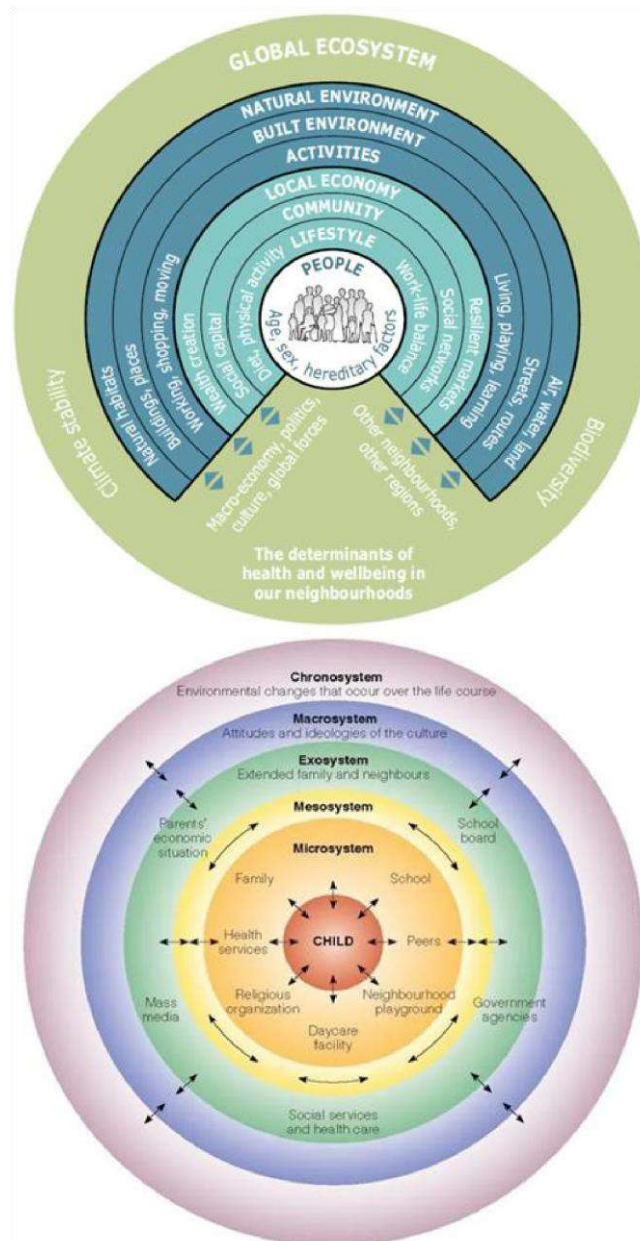 GLOBAL ECOSYSTEM
NATURAL ENVIRONMENT
BUILT ENVIRONMENT
ACTIVITIES
LOCAL ECONOMY
COMMUNITY
LIFESTYLE
PEOPLE
Age, sex, hereditary factors
Diet, physical activity
Work-life balance
Social capital
Social networks
Wealth creation
Resilient markets
Working, shopping, moving
Living, playing, learning
Buildings, places
Streets, routes
Natural habitats
Air, water, land
Climate stability
Biodiversity
Macro-economy, politics,
culture, global forces
Other neighbourhoods,
other regions
The determinants of
health and wellbeing in
our neighbourhoods
Chronosystem
Environmental changes that occur over the life course
Macrosystem
Attitudes and ideologies of the culture
Exosystem
Extended family and neighbours
Mesosystem
Parents'
economic
situation
School
board
Microsystem
Family
School
Health
services
CHILD
Peers
Religious
organization
Neighbourhood
playground
Mass
media
Government
agencies
Daycare
facility
Social services
and health care